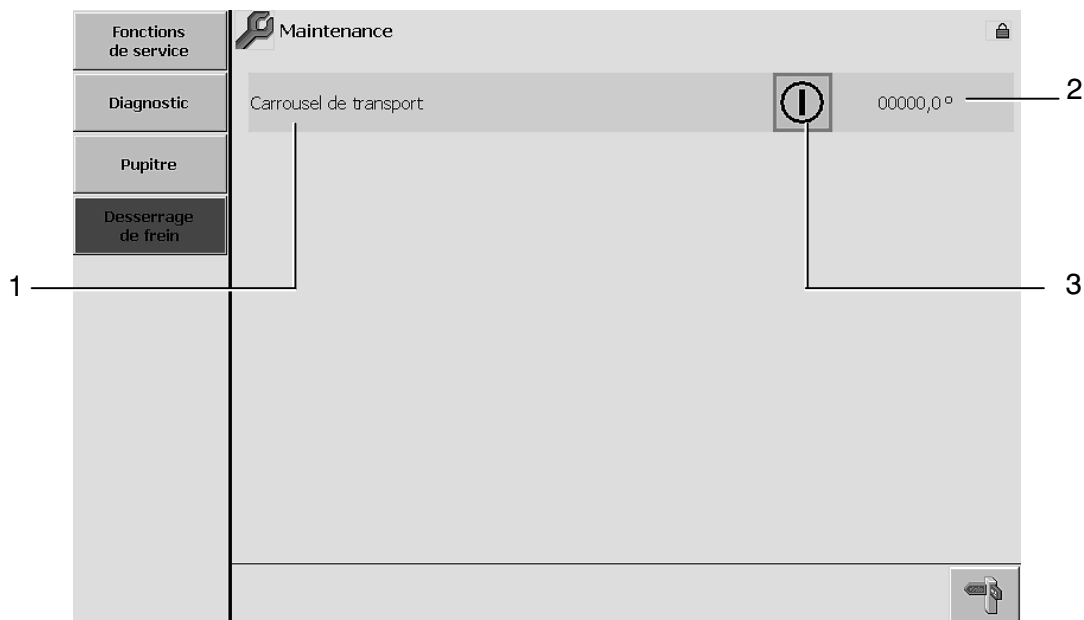 Fonctions
de service
Maintenance
Diagnostic
Carrousel de transport
00000,0°
2
Pupitre
Desserrage
de frein
1
3